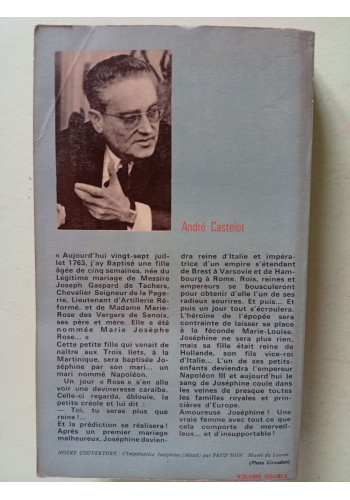 André Castelot
« Aujourd'hui vingt-sept juil-
let 1763, j'ay Baptisé une fille
âgée de cinq semaines, née du
Légitime mariage de Messire
Joseph Gaspard de Tachers,
Chevalier Seigneur de la Page-
rie, Lieutenant d'Artillerie Ré-
formé, et de Madame Marie-
Rose des Vergers de Sanoix,
ses père et mère. Elle a été
nommée Marie Josèphe
Rose... »
Cette petite fille qui venait de
naître aux Trois Ilets, à la
Martinique, sera baptisée Jo-
séphine par son mari... un
mari nommé Napoléon.
Un jour « Rose » s'en alla
voir une devineresse caraïbe.
Celle-ci regarda, éblouie, la
petite créole et lui dit :
— Toi, tu seras plus que
reine !...
Et la prédiction se réalisera !
Après un premier mariage
malheureux, Joséphine devien-
dra reine d'Italie et impéra-
trice d'un empire s'étendant
de Brest à Varsovie et de Ham-
bourg à Rome. Rois, reines et
empereurs se bousculeront
pour obtenir d'elle l'un de ses
radieux sourires. Et puis... Et
puis un jour tout s'écroulera.
L'héroïne de l'épopée sera
contrainte de laisser sa place
à la féconde Marie-Louise.
Joséphine ne sera plus rien,
mais sa fille était reine de
Hollande, son fils vice-roi
d'Italie... L'un de ses petits-
enfants deviendra l'empereur
Napoléon III et aujourd'hui le
sang de Joséphine coule dans
les veines de presque toutes
les familles royales et prin-
cières d'Europe.
Amoureuse Joséphine ! Une
vraie femme avec tout ce que
cela comporte de merveil-
leux... et d'insupportable !
NOTRE COUVERTURE : l'Impératrice Joséphine (détail) par PRUD'HON Musée du Louvre
(Photo Giraudon)
VOLUME DOUBLE